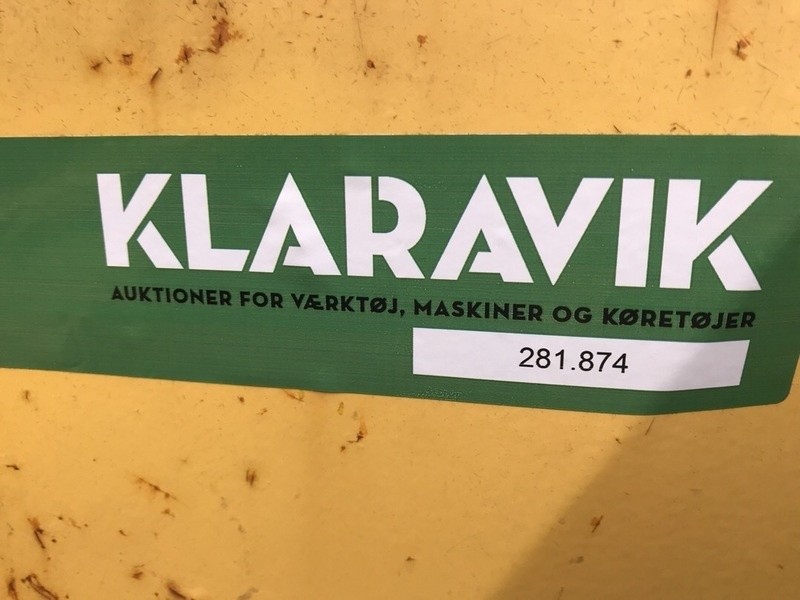 KLARAVIK
AUKTIONER FOR VÆRKTØJ, MASKINER OG KØRETØJER
281.874